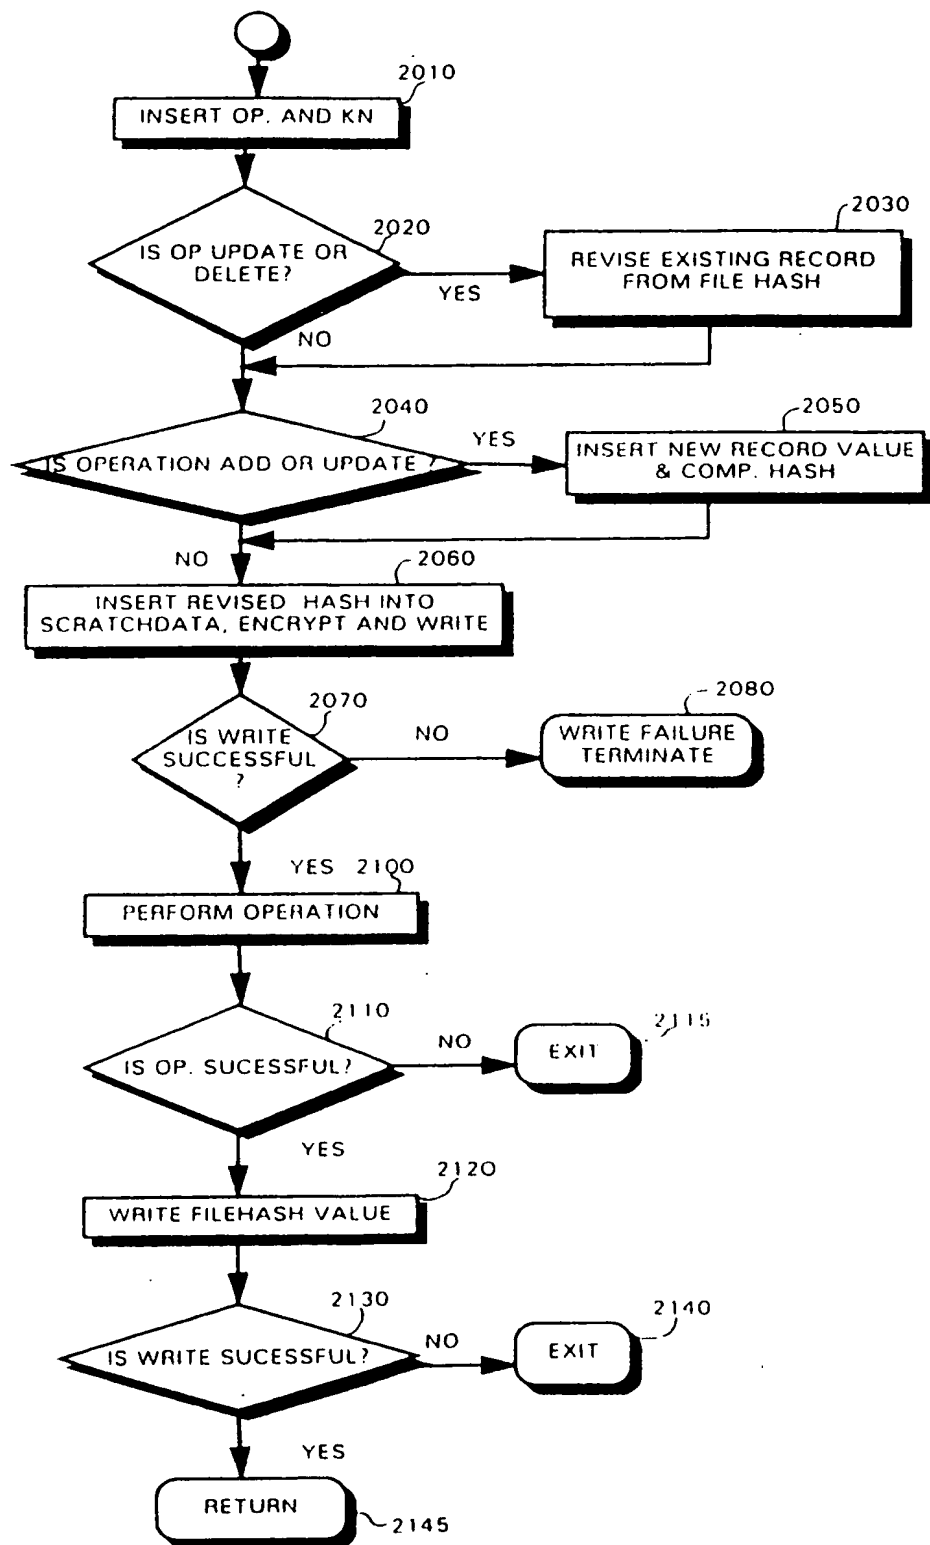 2010
INSERT OP. AND KN
2020
IS OP UPDATE OR
DELETE?
YES
NO
2030
REVISE EXISTING RECORD
FROM FILE HASH
2040
IS OPERATION ADD OR UPDATE ?
YES
NO
2050
INSERT NEW RECORD VALUE
& COMP. HASH
2060
INSERT REVISED HASH INTO
SCRATCHDATA, ENCRYPT AND WRITE
2070
IS WRITE
SUCCESSFUL
?
NO
2080
WRITE FAILURE
TERMINATE
YES
2100
PERFORM OPERATION
2110
IS OP. SUCESSFUL?
NO
2115
EXIT
YES
2120
WRITE FILEHASH VALUE
2130
IS WRITE SUCESSFUL?
NO
2140
EXIT
YES
RETURN
2145